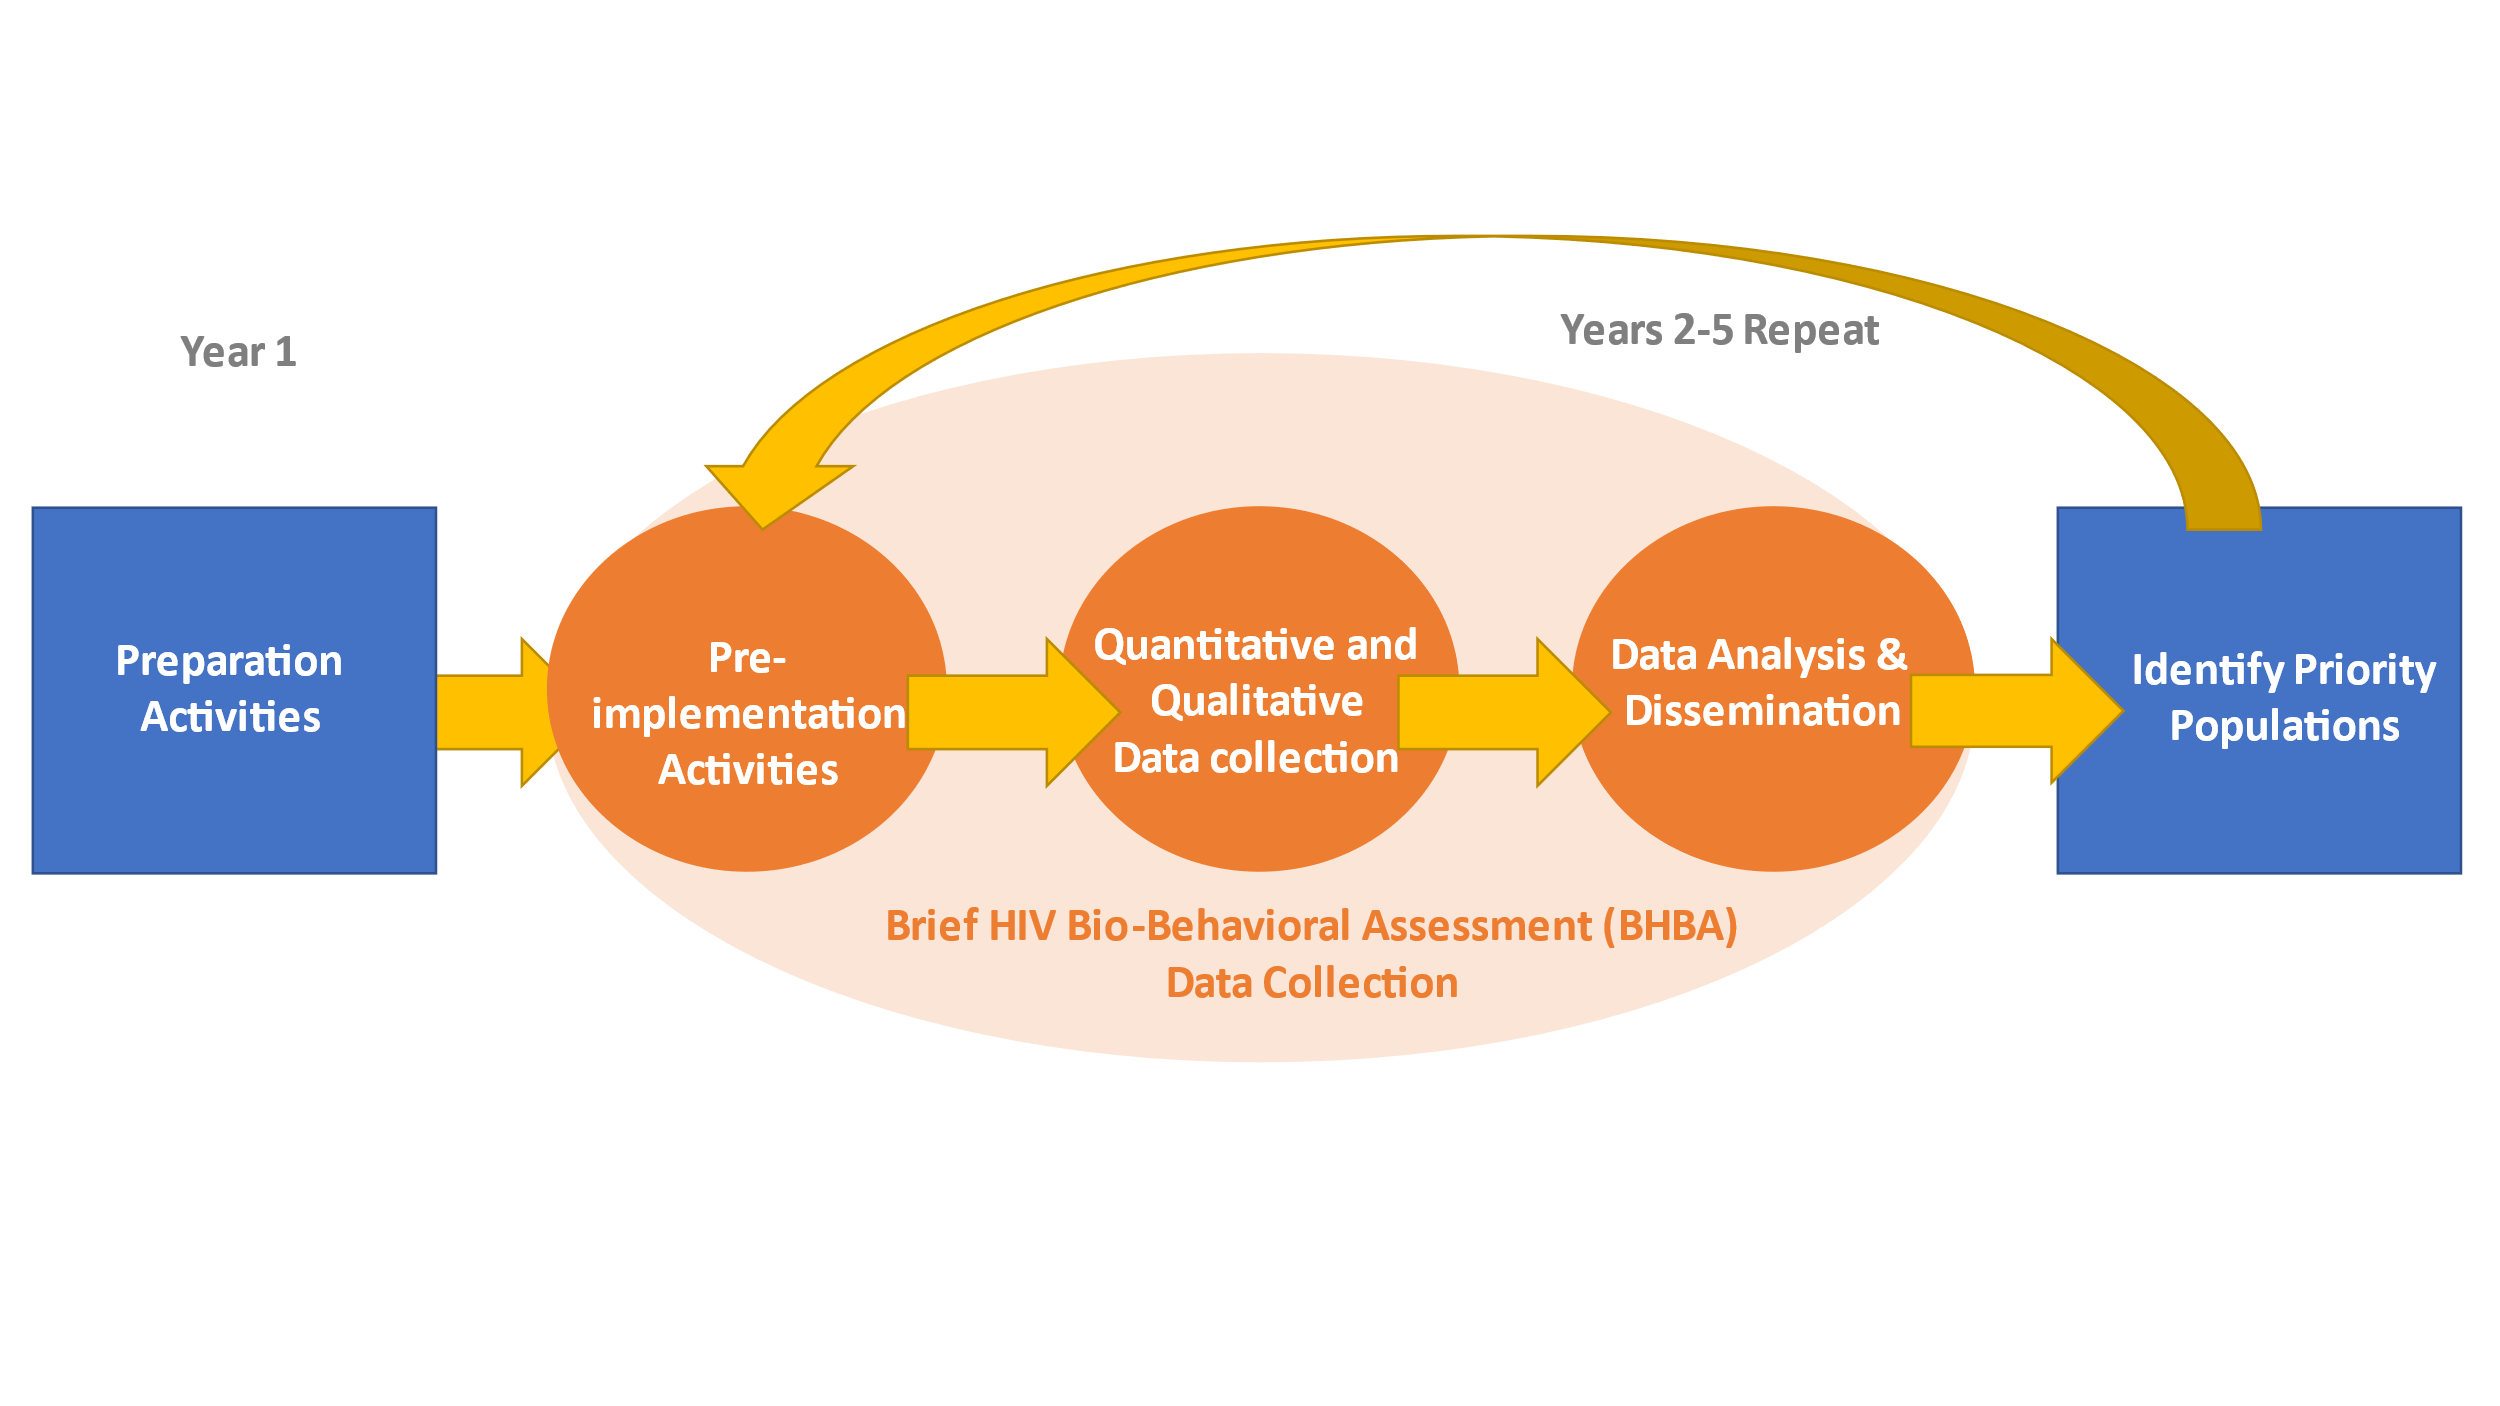 Year 1
Years 2-5 Repeat
Preparation
Activities
Pre-
implementation
Activities
Quantitative and
Qualitative
Data collection
Data Analysis &
Dissemination
Identify Priority
Populations
Brief HIV Bio-Behavioral Assessment (BHBA)
Data Collection